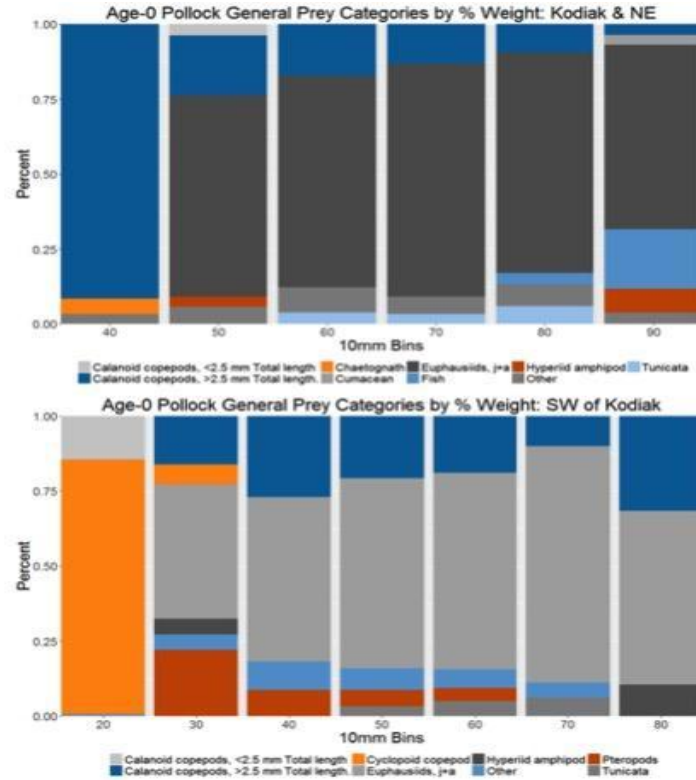 Age-0 Pollock General Prey Categories by % Weight: Kodiak & NE
1.00
0.75
0.50
0.25
0.00
Percent
40 50 60 70 80 90
10mm Bins
Calanoid copepods, <2.5 mm Total length Chaetognath Euphausiids, j+a Hyperiid amphipod Tunicata
Calanoid copepods, >2.5 mm Total length. Cumacean Fish Other
Age-0 Pollock General Prey Categories by % Weight: SW of Kodiak
1.00
0.75
0.50
0.25
0.00
Percent
20 30 40 50 60 70 80
10mm Bins
Calanoid copepods, <2.5 mm Total length Cyclopoid copepod Hyperiid amphipod Pteropods
Calanoid copepods, >2.5 mm Total length. Euphausiids, j+a Other Tunicata